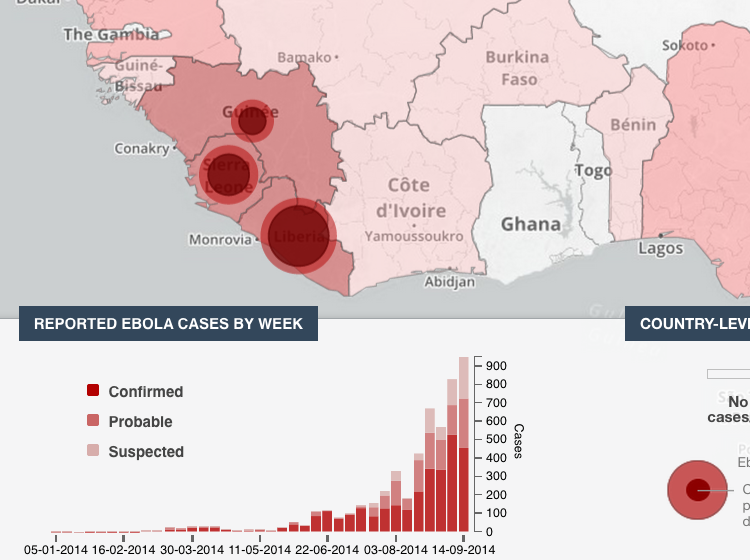 Dakar
The Gambia
Guiné-
Bissau
Bamako
Burkina
Faso
Sokoto
Guinée
Bénin
Conakry
Sierra
Leone
Togo
Côte
d'Ivoire
Ghana
Monrovia
Liberia
Yamoussoukro
Lagos
Abidjan
REPORTED EBOLA CASES BY WEEK
COUNTRY-LEVE
Confirmed
Probable
Suspected
900
800
700
600
500
400
300
200
100
0
Cases
05-01-2014 16-02-2014 30-03-2014 11-05-2014 22-06-2014 03-08-2014 14-09-2014
No
cases
Eb
C
p
d